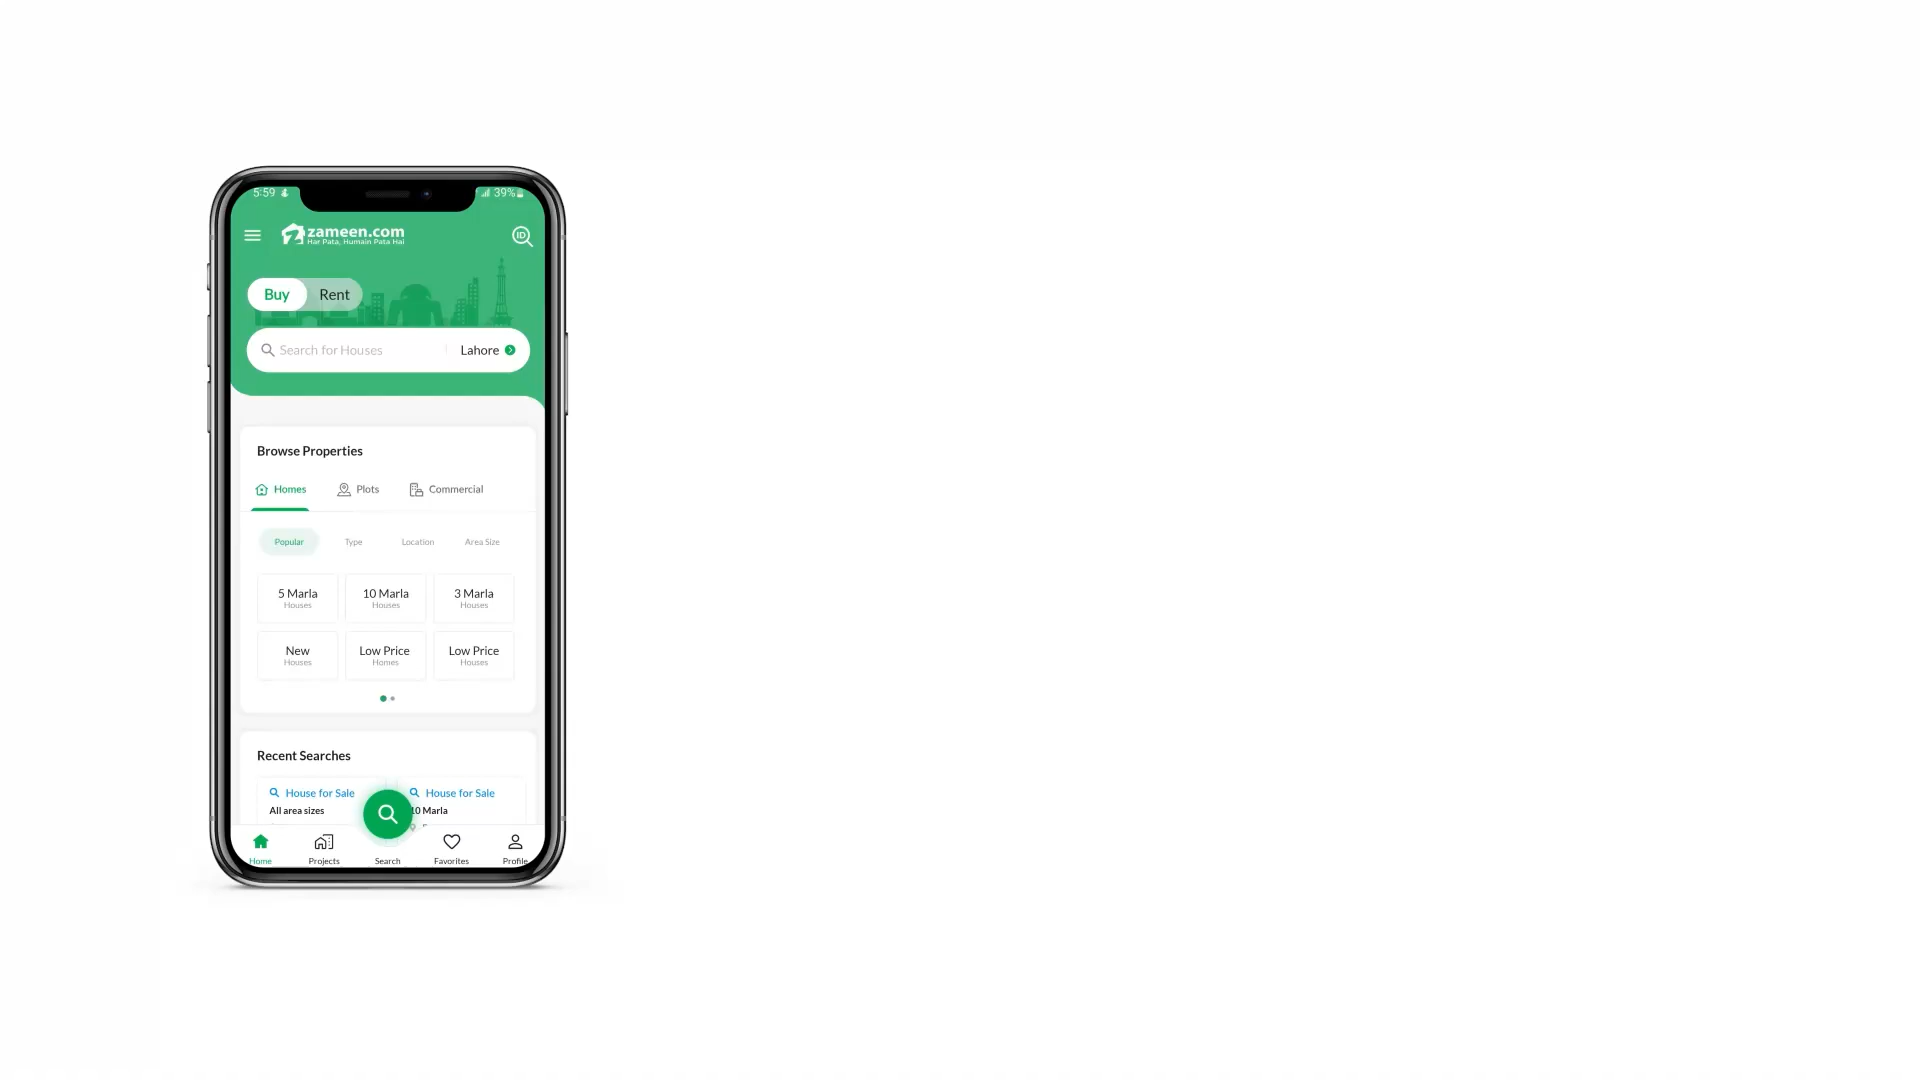 5:59 39%
zameen.com
Har Pata, Humain Pata Hai
ID
Buy Rent
Search for Houses Lahore
Browse Properties
Homes Plots Commercial
Popular Type Location Area Size
5 Marla 10 Marla 3 Marla
Houses Houses Houses
New Low Price Low Price
Houses Homes Houses
Recent Searches
House for Sale House for Sale
All area sizes 10 Marla
Home Projects Search Favorites Profile